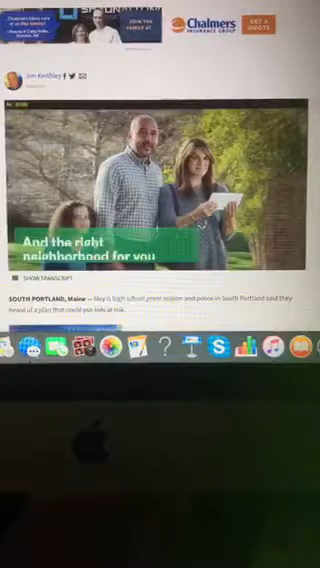 JOIN THE
FAMILY AT
Chalmers
INSURANCE GROUP
GET A
QUOTE
And the right
neighborhood for you
SHOW TRANSCRIPT
SOUTH PORTLAND, Maine — May is high school prom season and police in South Portland said they
heard of a plan that could put kids at risk.